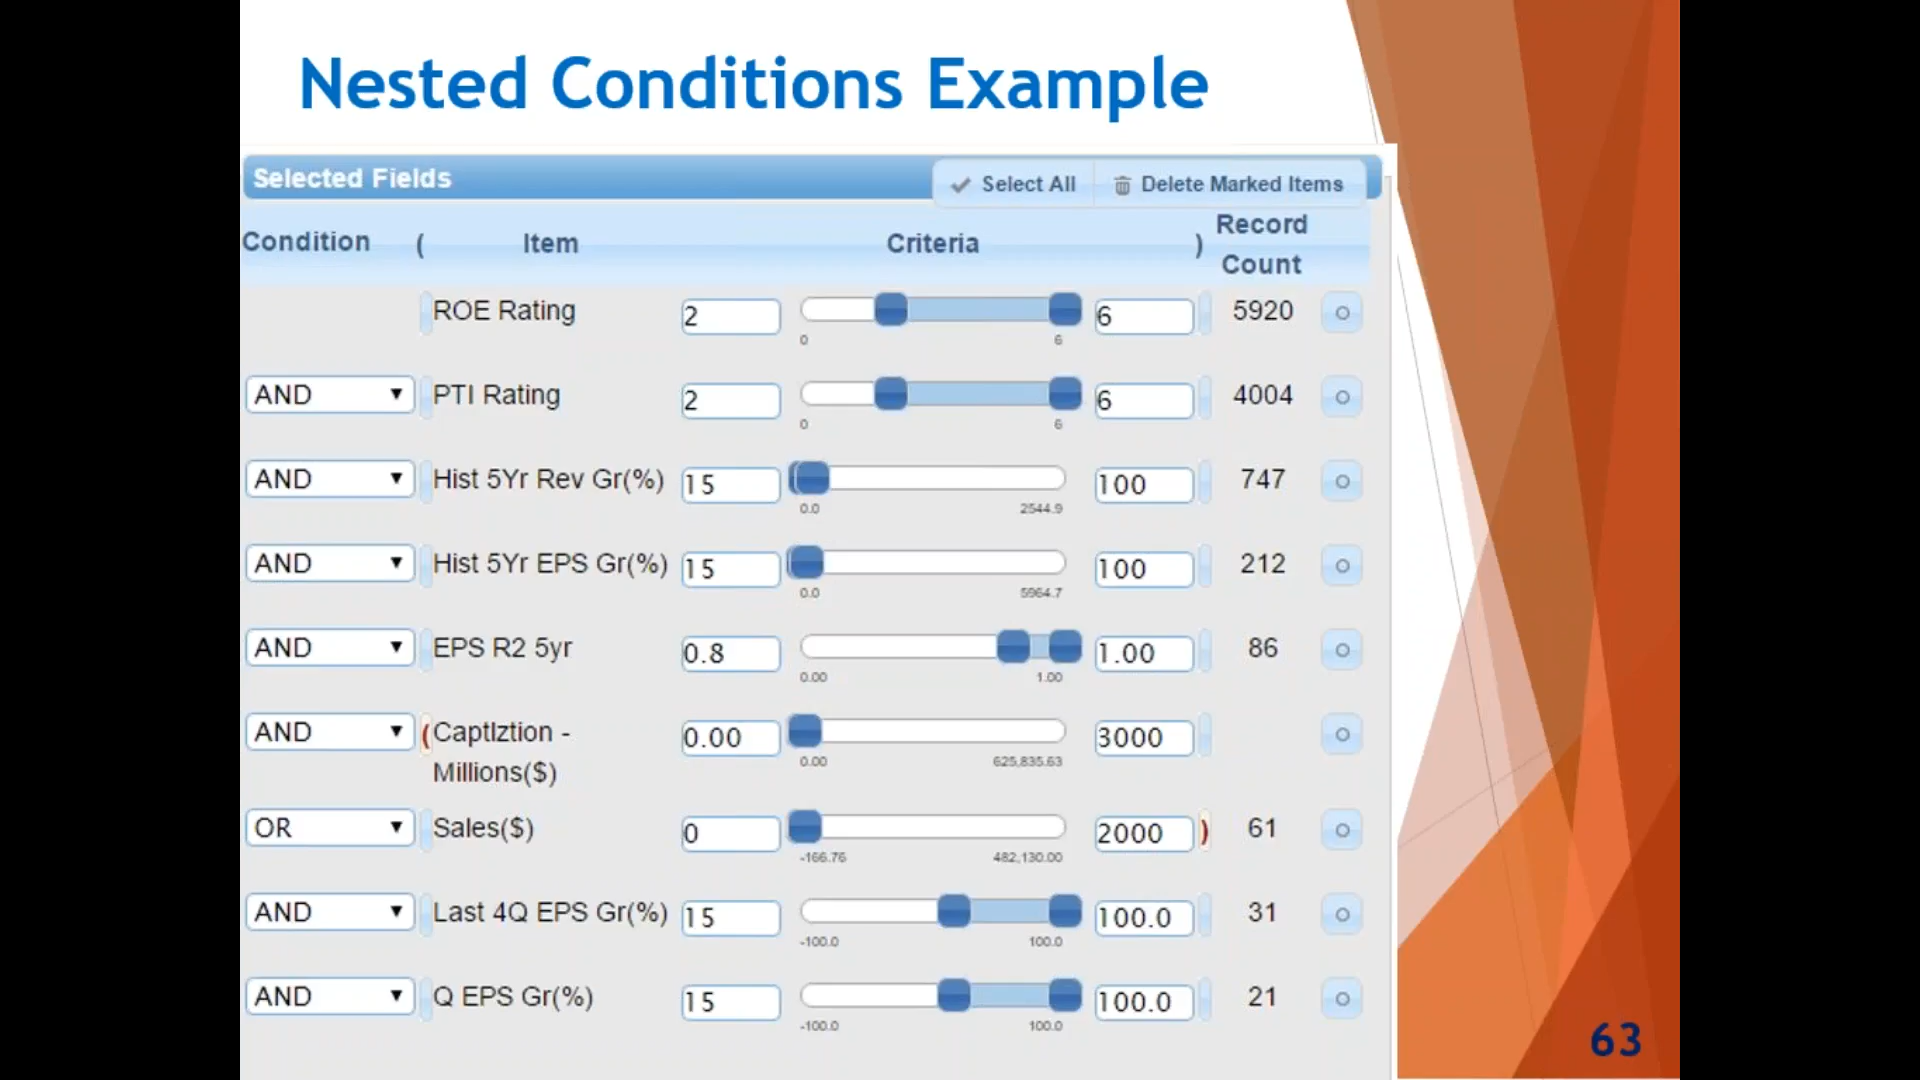 Nested Conditions Example
Selected Fields Select All Delete Marked Items
Condition ( Item Criteria ) Record Count
ROE Rating 2 6 5920
0 6
AND PTI Rating 2 6 4004
0 6
AND Hist 5Yr Rev Gr(%) 15 100 747
0.0 2544.9
AND Hist 5Yr EPS Gr(%) 15 100 212
0.0 5964.7
AND EPS R2 5yr 0.8 1.00 86
0.00 1.00
AND ( Captlztion - 0.00 3000
Millions($) 0.00 625,835.63
OR Sales($) 0 2000 ) 61
-166.76 482,130.00
AND Last 4Q EPS Gr(%) 15 100.0 31
-100.0 100.0
AND Q EPS Gr(%) 15 100.0 21
-100.0 100.0
63